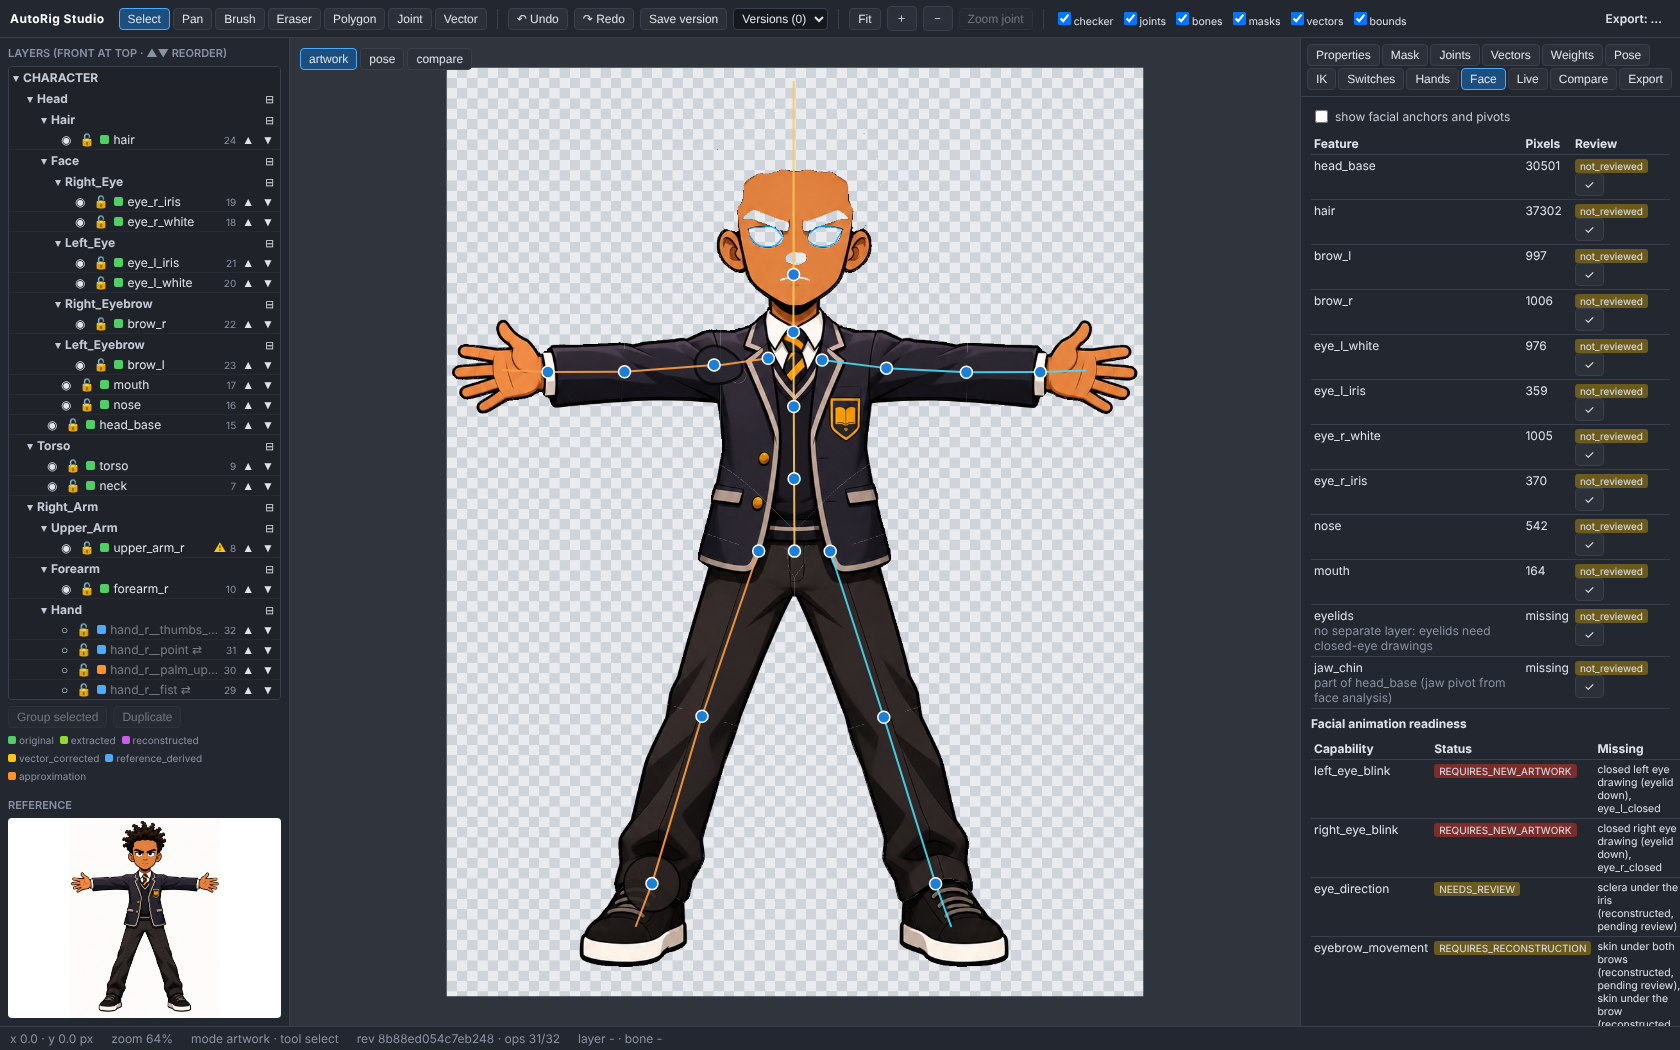 AutoRig Studio Select Pan Brush Eraser Polygon Joint Vector ↶ Undo ↷ Redo Save version Versions (0) Fit + − Zoom joint checker joints bones masks vectors bounds Export: ...
LAYERS (FRONT AT TOP · ▲▼ REORDER)
▾ CHARACTER
▾ Head
▾ Hair
hair 24 ▲ ▼
▾ Face
▾ Right_Eye
eye_r_iris 19 ▲ ▼
eye_r_white 18 ▲ ▼
▾ Left_Eye
eye_l_iris 21 ▲ ▼
eye_l_white 20 ▲ ▼
▾ Right_Eyebrow
brow_r 22 ▲ ▼
▾ Left_Eyebrow
brow_l 23 ▲ ▼
mouth 17 ▲ ▼
nose 16 ▲ ▼
head_base 15 ▲ ▼
▾ Torso
torso 9 ▲ ▼
neck 7 ▲ ▼
▾ Right_Arm
▾ Upper_Arm
upper_arm_r 8 ▲ ▼
▾ Forearm
forearm_r 10 ▲ ▼
▾ Hand
hand_r__thumbs_... 32 ▲ ▼
hand_r__point ⇄ 31 ▲ ▼
hand_r__palm_up... 30 ▲ ▼
hand_r__fist ⇄ 29 ▲ ▼
Group selected Duplicate
original extracted reconstructed
vector_corrected reference_derived
approximation
REFERENCE
artwork pose compare
Properties Mask Joints Vectors Weights Pose
IK Switches Hands Face Live Compare Export
show facial anchors and pivots
Feature Pixels Review
head_base 30501 not_reviewed
✓
hair 37302 not_reviewed
✓
brow_l 997 not_reviewed
✓
brow_r 1006 not_reviewed
✓
eye_l_white 976 not_reviewed
✓
eye_l_iris 359 not_reviewed
✓
eye_r_white 1005 not_reviewed
✓
eye_r_iris 370 not_reviewed
✓
nose 542 not_reviewed
✓
mouth 164 not_reviewed
✓
eyelids missing not_reviewed
no separate layer: eyelids need ✓
closed-eye drawings
jaw_chin missing not_reviewed
part of head_base (jaw pivot from ✓
face analysis)
Facial animation readiness
Capability Status Missing
left_eye_blink REQUIRES_NEW_ARTWORK closed left eye
drawing (eyelid
down),
eye_l_closed
right_eye_blink REQUIRES_NEW_ARTWORK closed right eye
drawing (eyelid
down),
eye_r_closed
eye_direction NEEDS_REVIEW sclera under the
iris
(reconstructed,
pending review)
eyebrow_movement REQUIRES_RECONSTRUCTION skin under both
brows
(reconstructed,
pending review),
skin under the
brow
(reconstructed
x 0.0 · y 0.0 px zoom 64% mode artwork · tool select rev 8b88ed054c7eb248 · ops 31/32 layer - · bone -